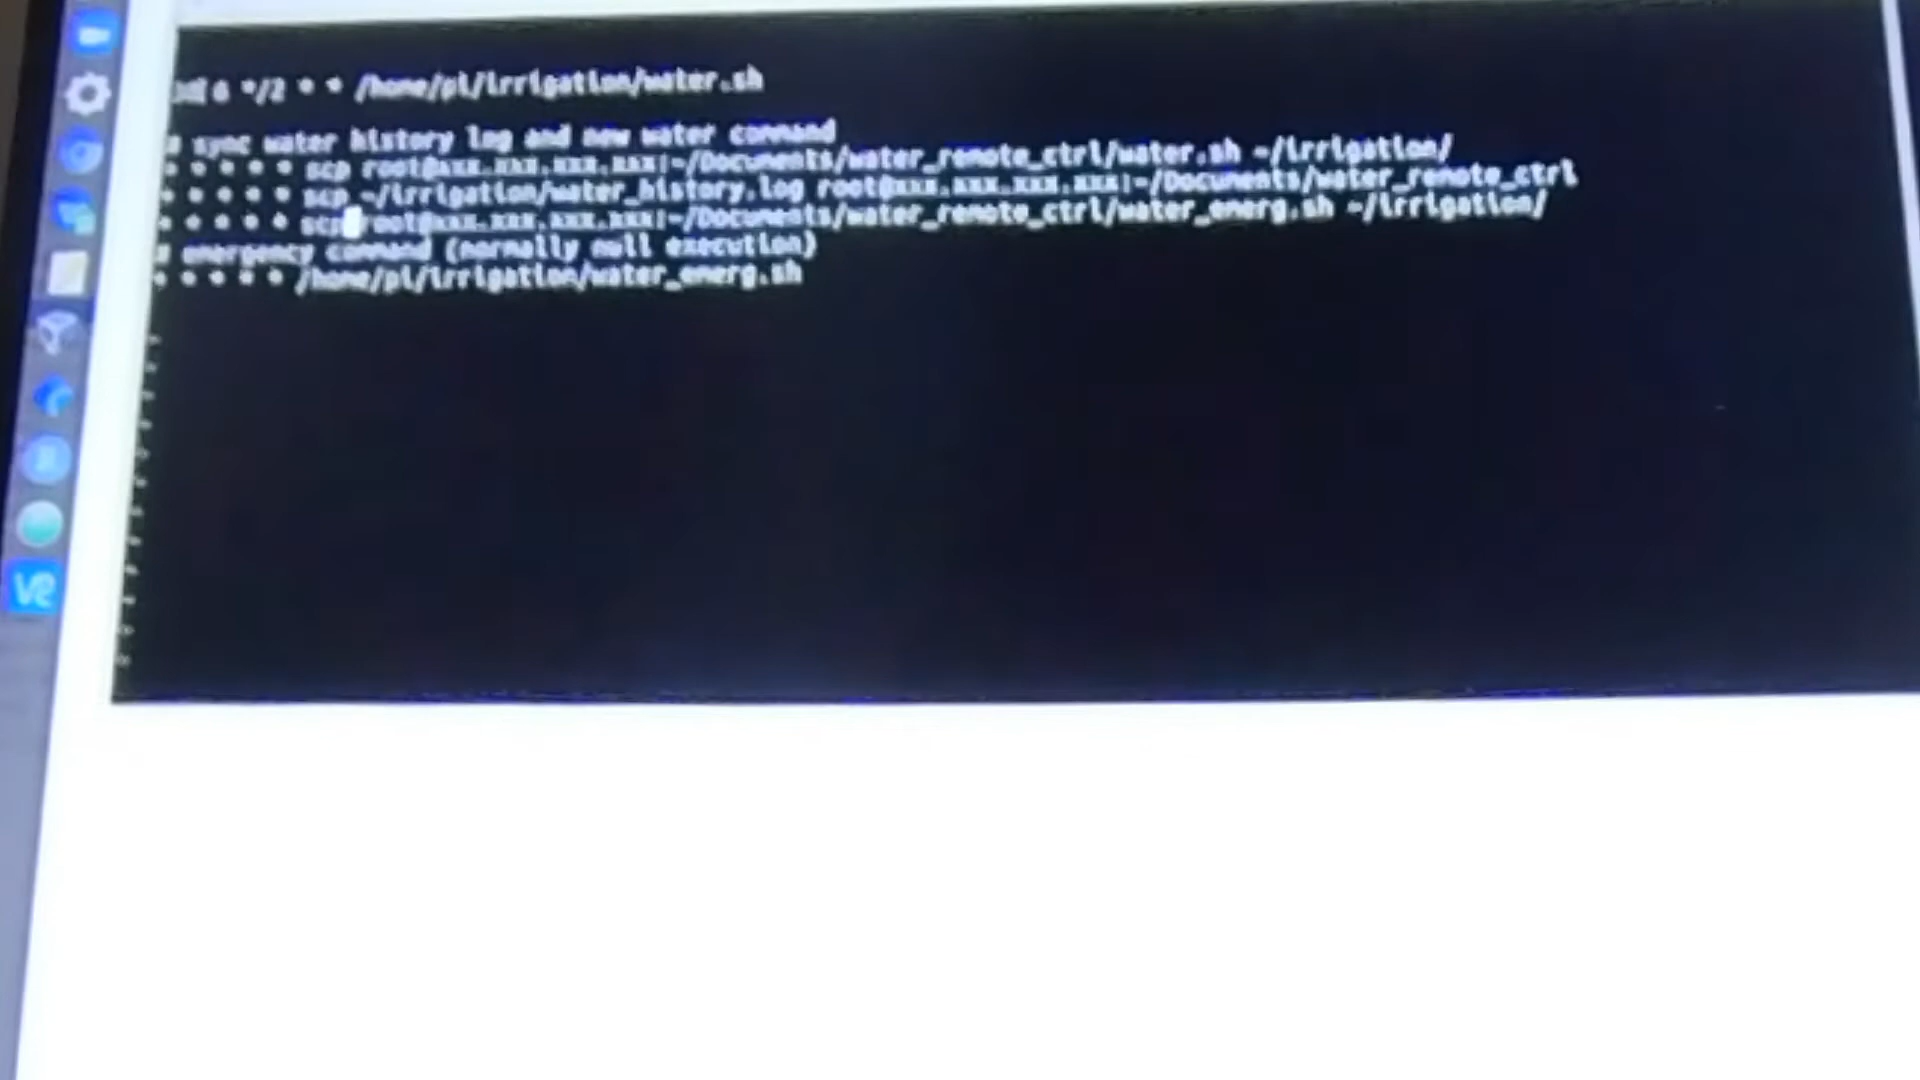 6 */2 * * /home/pi/irrigation/water.sh
# sync water history log and new water command
* * * * * scp root@xxx.xxx.xxx.xxx:~/Documents/water_remote_ctrl/water.sh ~/irrigation/
* * * * * scp ~/irrigation/water_history.log root@xxx.xxx.xxx.xxx:~/Documents/water_remote_ctrl
* * * * * scp root@xxx.xxx.xxx.xxx:~/Documents/water_remote_ctrl/water_emerg.sh ~/irrigation/
# emergency command (normally null execution)
* * * * * /home/pi/irrigation/water_emerg.sh
~
~
~
~
~
~
~
~
~
~
~
~